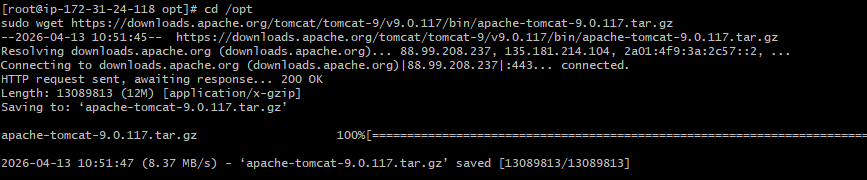 [root@ip-172-31-24-118 opt]# cd /opt
sudo wget https://downloads.apache.org/tomcat/tomcat-9/v9.0.117/bin/apache-tomcat-9.0.117.tar.gz
--2026-04-13 10:51:45--  https://downloads.apache.org/tomcat/tomcat-9/v9.0.117/bin/apache-tomcat-9.0.117.tar.gz
Resolving downloads.apache.org (downloads.apache.org)... 88.99.208.237, 135.181.214.104, 2a01:4f9:3a:2c57::2, ...
Connecting to downloads.apache.org (downloads.apache.org)|88.99.208.237|:443... connected.
HTTP request sent, awaiting response... 200 OK
Length: 13089813 (12M) [application/x-gzip]
Saving to: ‘apache-tomcat-9.0.117.tar.gz’
apache-tomcat-9.0.117.tar.gz 100%[=======================================================================
2026-04-13 10:51:47 (8.37 MB/s) - ‘apache-tomcat-9.0.117.tar.gz’ saved [13089813/13089813]